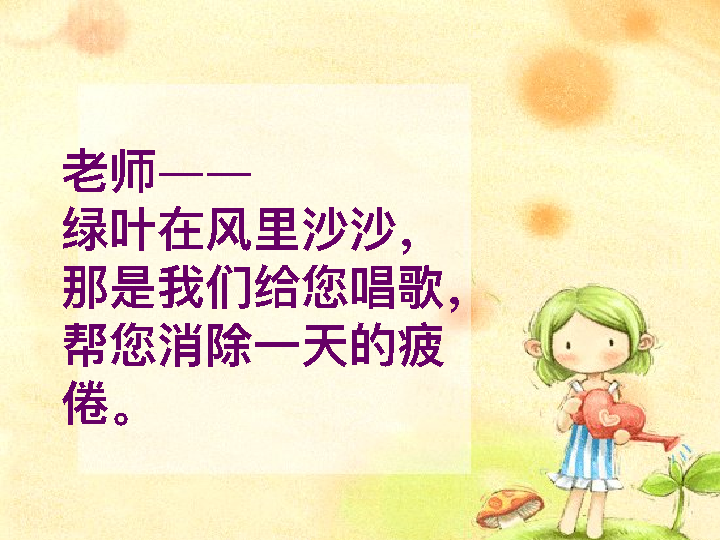 老师——
绿叶在风里沙沙，
那是我们给您唱歌，
帮您消除一天的疲
倦。